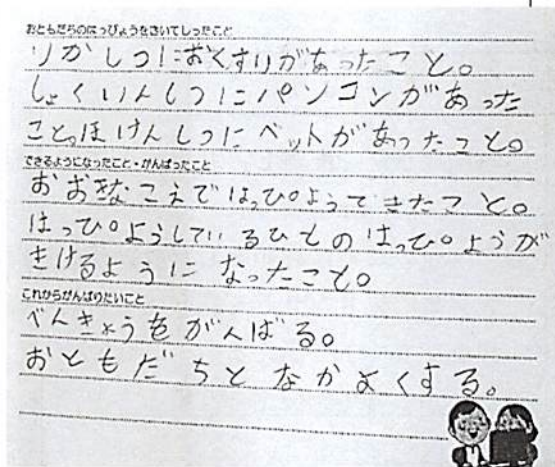 おともだちのはっぴょうをきいてしったこと
りかしつにおくすりがあったこと。
しょくいんしつにパソコンがあった
こと。ほけんしつにベットがあったこと。
できるようになったこと・がんばったこと
おおきなこえではっぴょうできたこと。
はっぴょうしているひとのはっぴょうが
きけるようになったこと。
これからがんばりたいこと
べんきょうをがんばる。
おともだちとなかよくする。